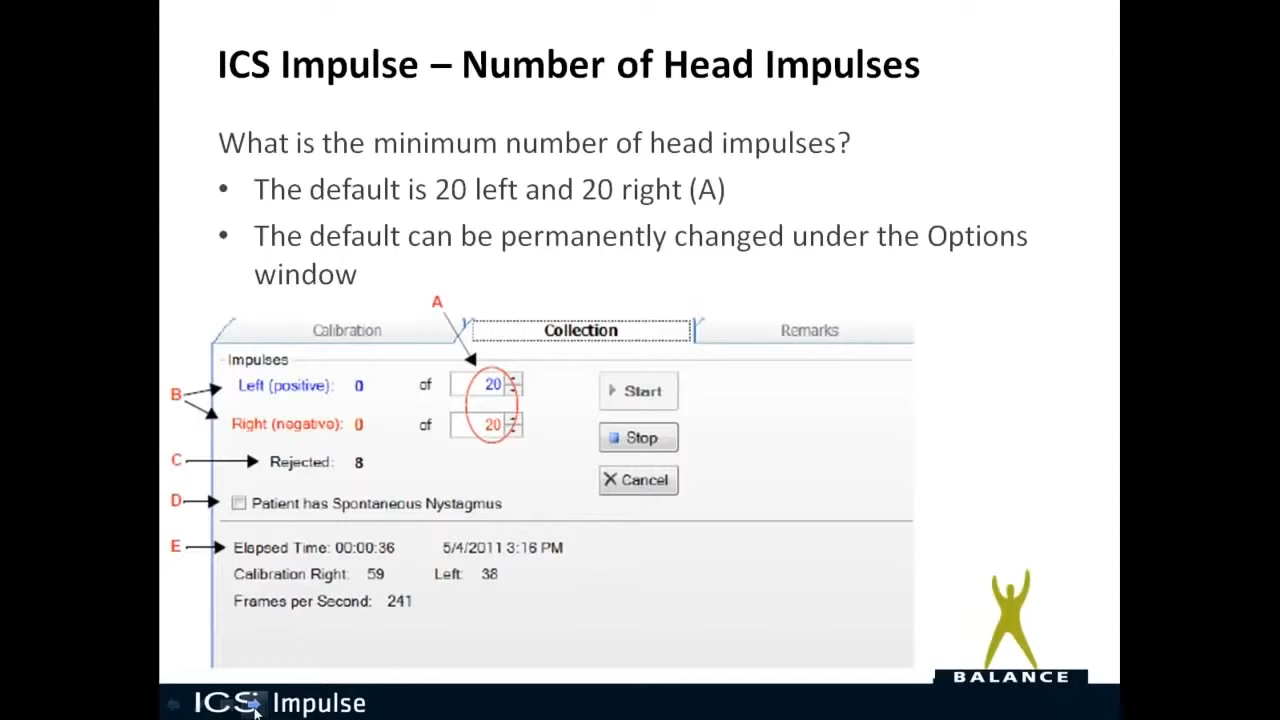 ICS Impulse – Number of Head Impulses
What is the minimum number of head impulses?
• The default is 20 left and 20 right (A)
• The default can be permanently changed under the Options
window
A
Calibration Collection Remarks
Impulses
B Left (positive): 0 of 20 Start
Right (negative): 0 of 20 Stop
C Rejected: 8 Cancel
D Patient has Spontaneous Nystagmus
E Elapsed Time: 00:00:36 5/4/2011 3:16 PM
Calibration Right: 59 Left: 38
Frames per Second: 241
BALANCE
ICS Impulse